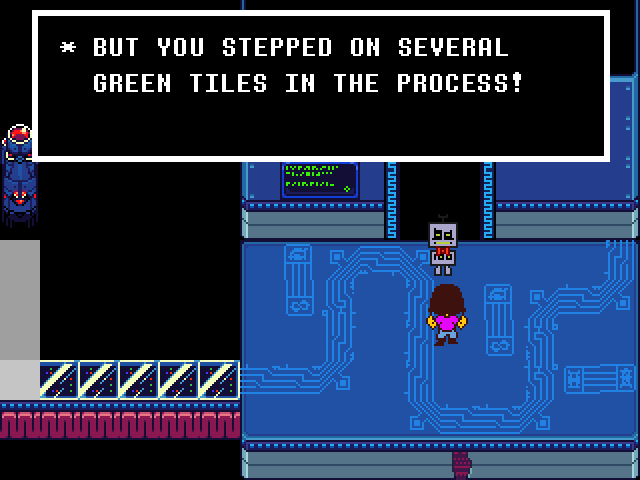 * BUT YOU STEPPED ON SEVERAL
GREEN TILES IN THE PROCESS!